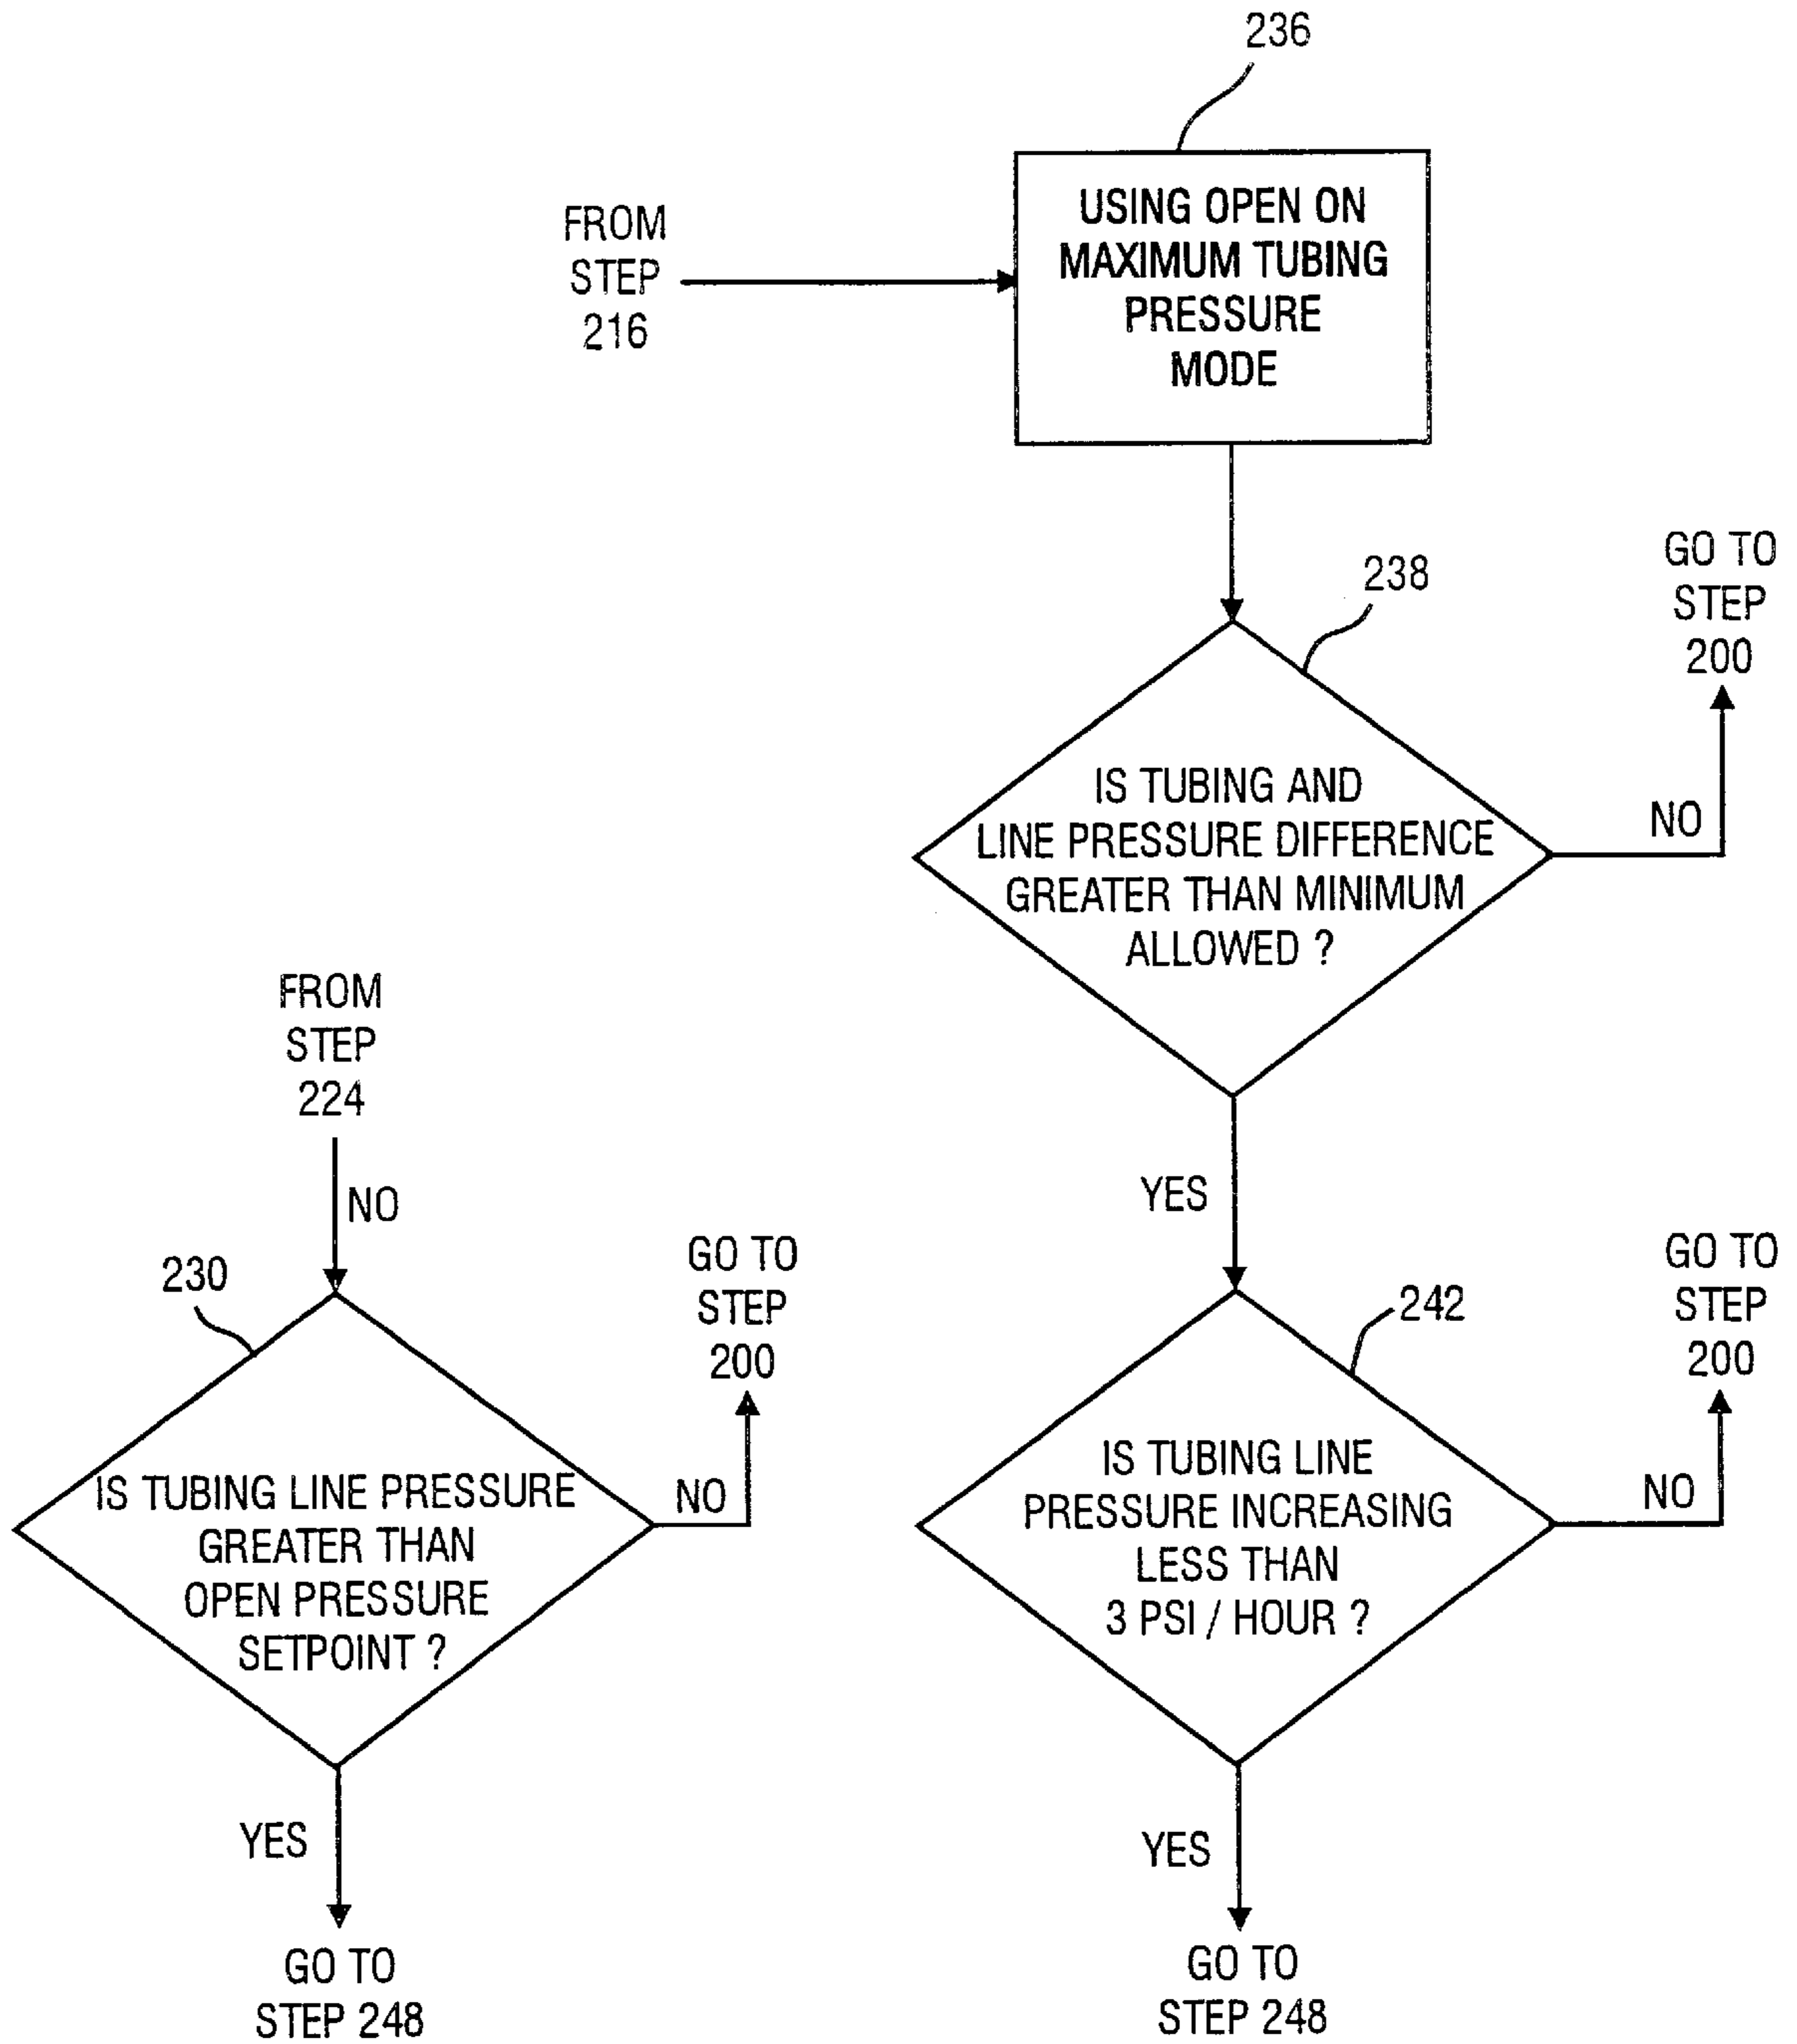 236
FROM
STEP
216
USING OPEN ON
MAXIMUM TUBING
PRESSURE
MODE
238
GO TO
STEP
200
IS TUBING AND
LINE PRESSURE DIFFERENCE
GREATER THAN MINIMUM
ALLOWED ?
NO
YES
FROM
STEP
224
NO
230
GO TO
STEP
200
IS TUBING LINE PRESSURE
GREATER THAN
OPEN PRESSURE
SETPOINT ?
NO
YES
GO TO
STEP 248
242
GO TO
STEP
200
IS TUBING LINE
PRESSURE INCREASING
LESS THAN
3 PSI / HOUR ?
NO
YES
GO TO
STEP 248